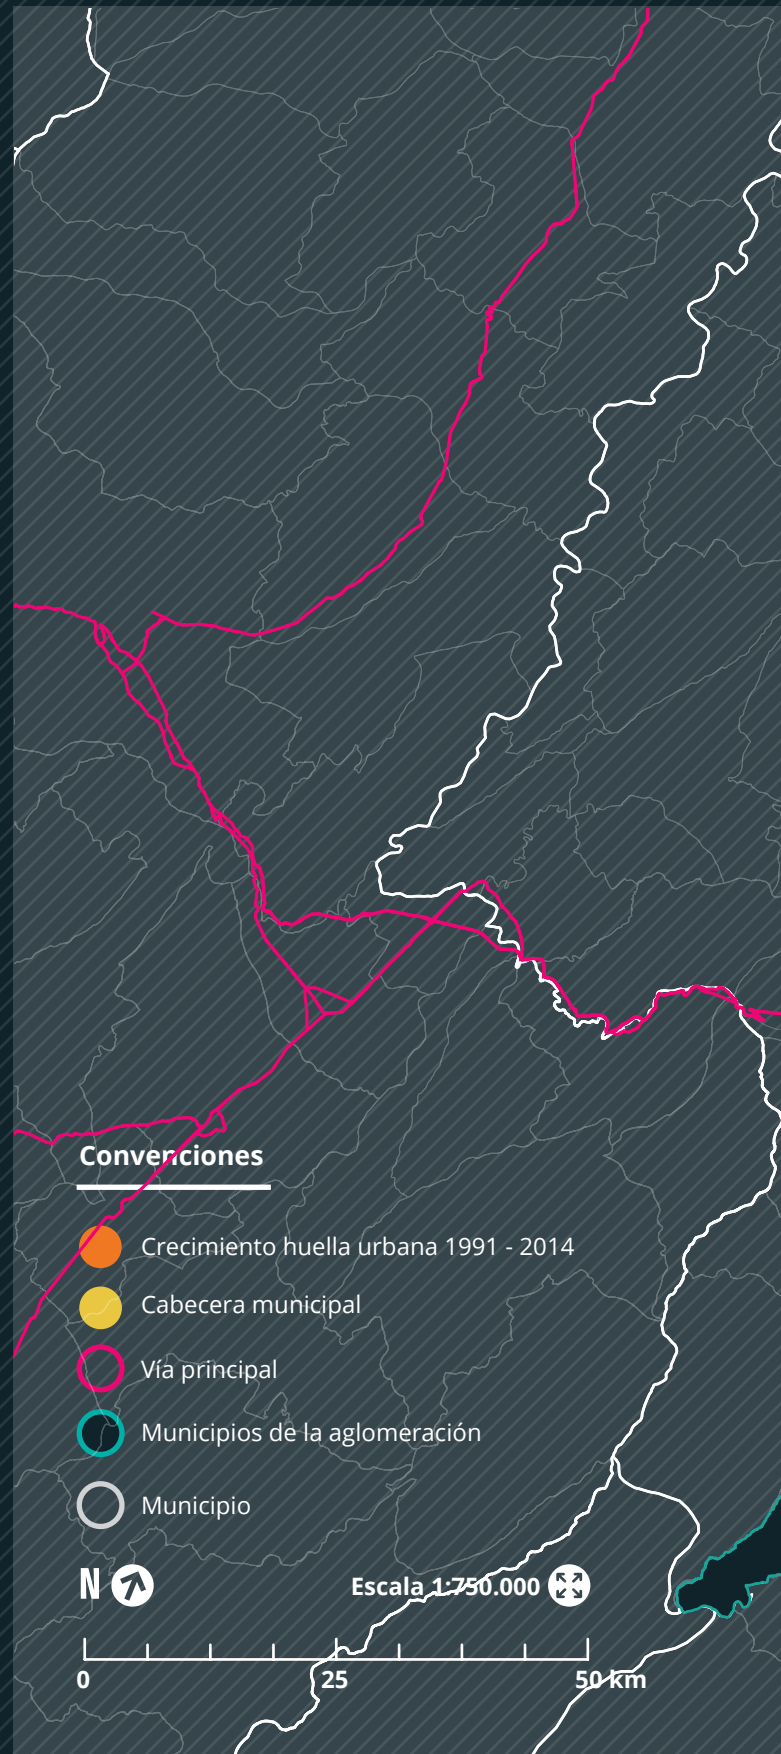 Convenciones
Crecimiento huella urbana 1991 - 2014
Cabecera municipal
Vía principal
Municipios de la aglomeración
Municipio
N
Escala 1:750.000
0 25 50 km